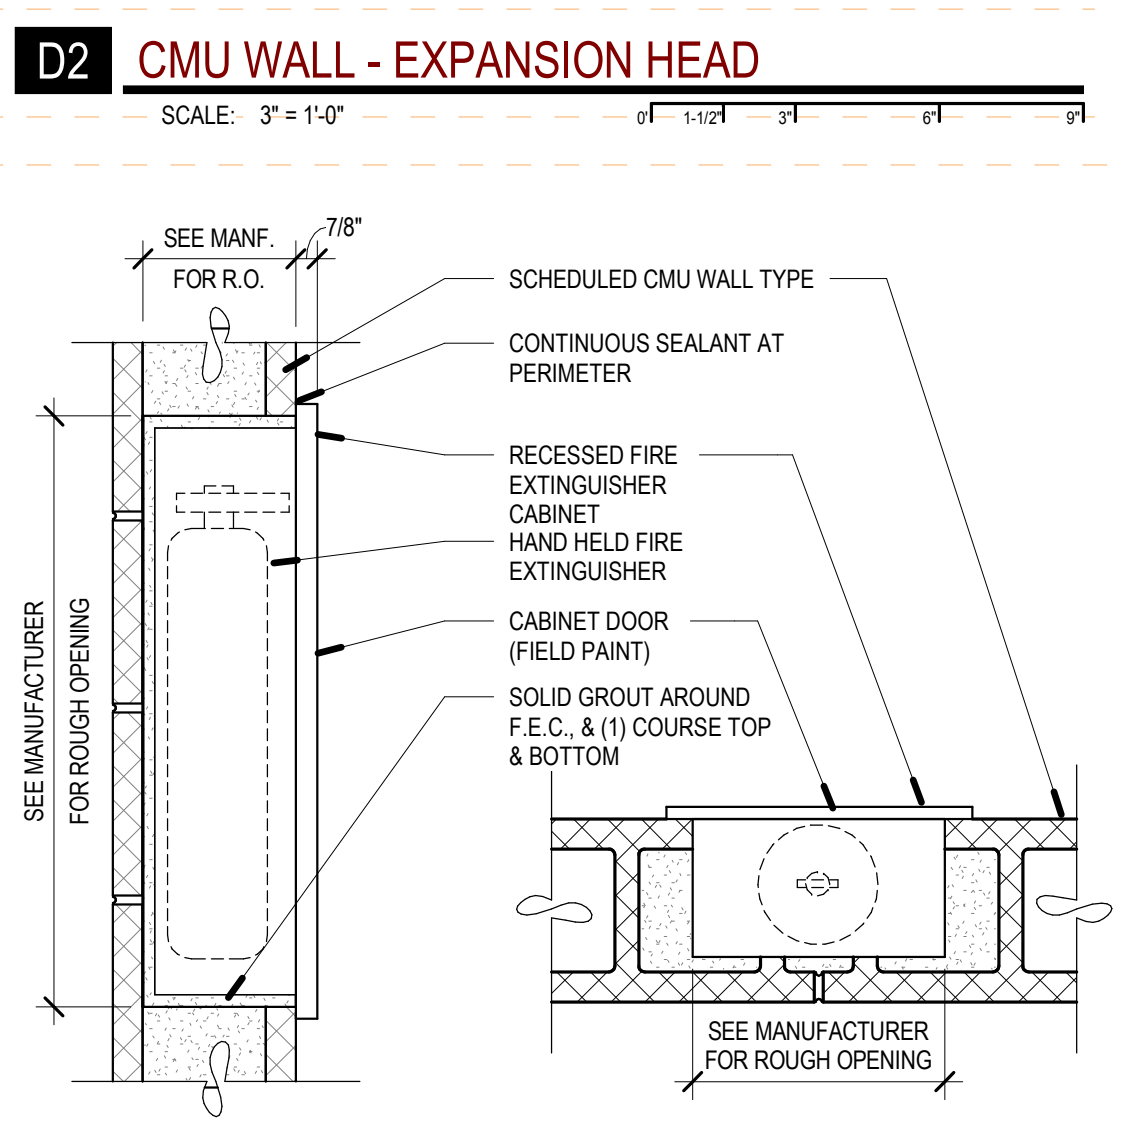 D2 CMU WALL - EXPANSION HEAD
SCALE: 3" = 1'-0"
0' 1-1/2" 3" 6" 9"
SEE MANF.
FOR R.O.
7/8"
SCHEDULED CMU WALL TYPE
CONTINUOUS SEALANT AT
PERIMETER
RECESSED FIRE
EXTINGUISHER
CABINET
HAND HELD FIRE
EXTINGUISHER
CABINET DOOR
(FIELD PAINT)
SOLID GROUT AROUND
F.E.C., & (1) COURSE TOP
& BOTTOM
SEE MANUFACTURER
FOR ROUGH OPENING
SEE MANUFACTURER
FOR ROUGH OPENING